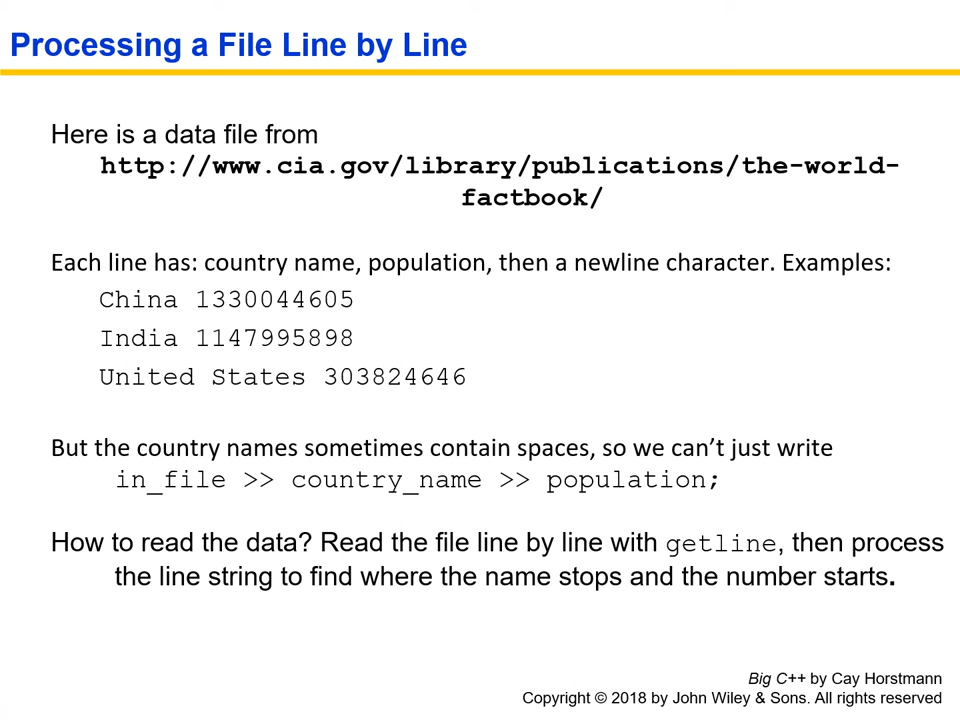 Processing a File Line by Line
Here is a data file from
http://www.cia.gov/library/publications/the-world-
factbook/
Each line has: country name, population, then a newline character. Examples:
China 1330044605
India 1147995898
United States 303824646
But the country names sometimes contain spaces, so we can’t just write
in_file >> country_name >> population;
How to read the data? Read the file line by line with getline, then process
the line string to find where the name stops and the number starts.
Big C++ by Cay Horstmann
Copyright © 2018 by John Wiley & Sons. All rights reserved